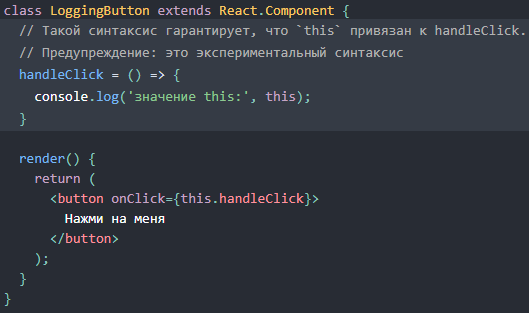 class LoggingButton extends React.Component {
  // Такой синтаксис гарантирует, что `this` привязан к handleClick.
  // Предупреждение: это экспериментальный синтаксис
  handleClick = () => {
    console.log('значение this:', this);
  }

  render() {
    return (
      <button onClick={this.handleClick}>
        Нажми на меня
      </button>
    );
  }
}